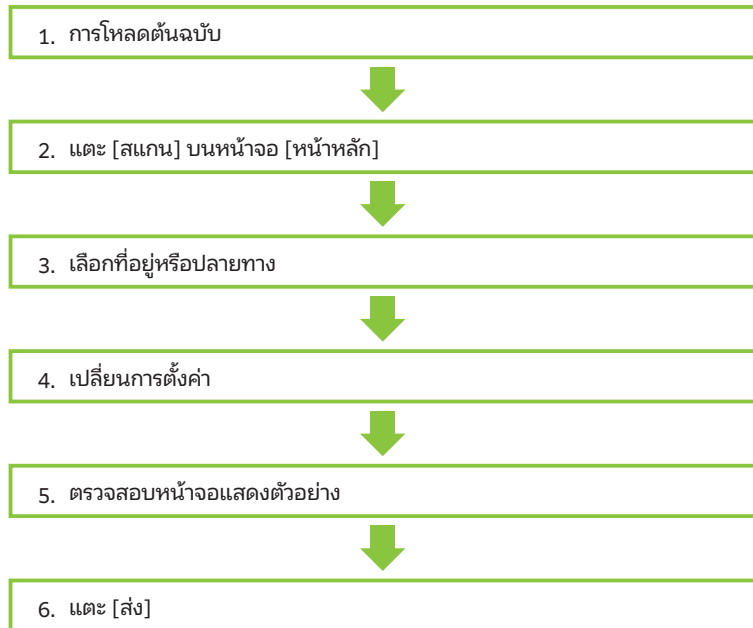 1. การโหลดต้นฉบับ
2. แตะ [สแกน] บนหน้าจอ [หน้าหลัก]
3. เลือกที่อยู่หรือปลายทาง
4. เปลี่ยนการตั้งค่า
5. ตรวจสอบหน้าจอแสดงตัวอย่าง
6. แตะ [ส่ง]